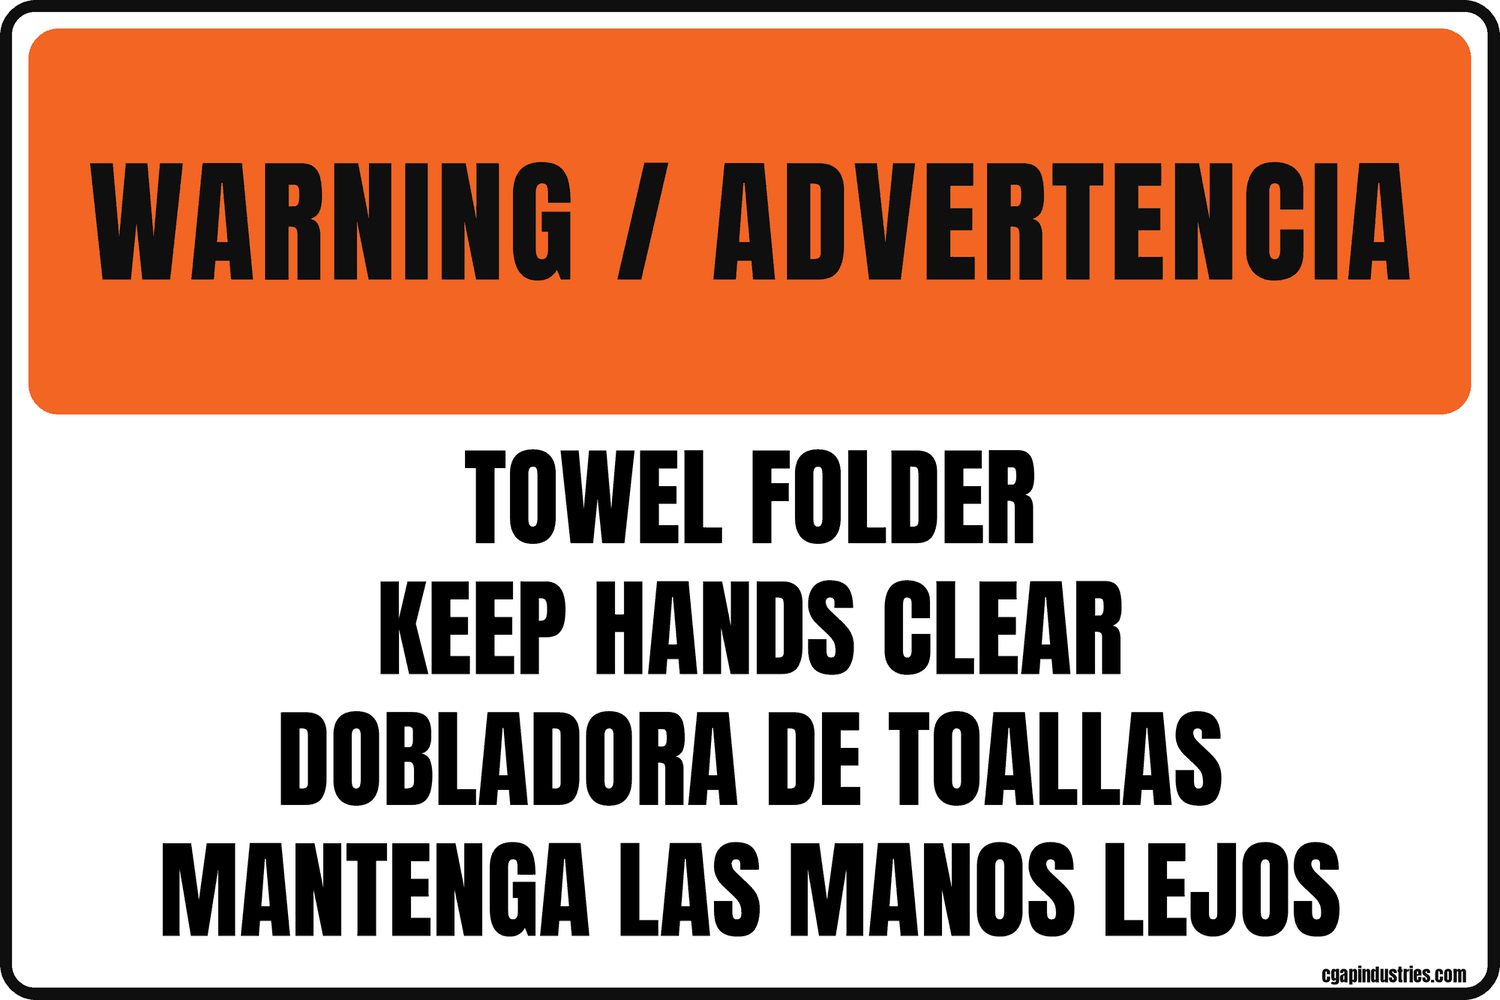 WARNING / ADVERTENCIA
TOWEL FOLDER
KEEP HANDS CLEAR
DOBLADORA DE TOALLAS
MANTENGA LAS MANOS LEJOS
cgapindustries.com